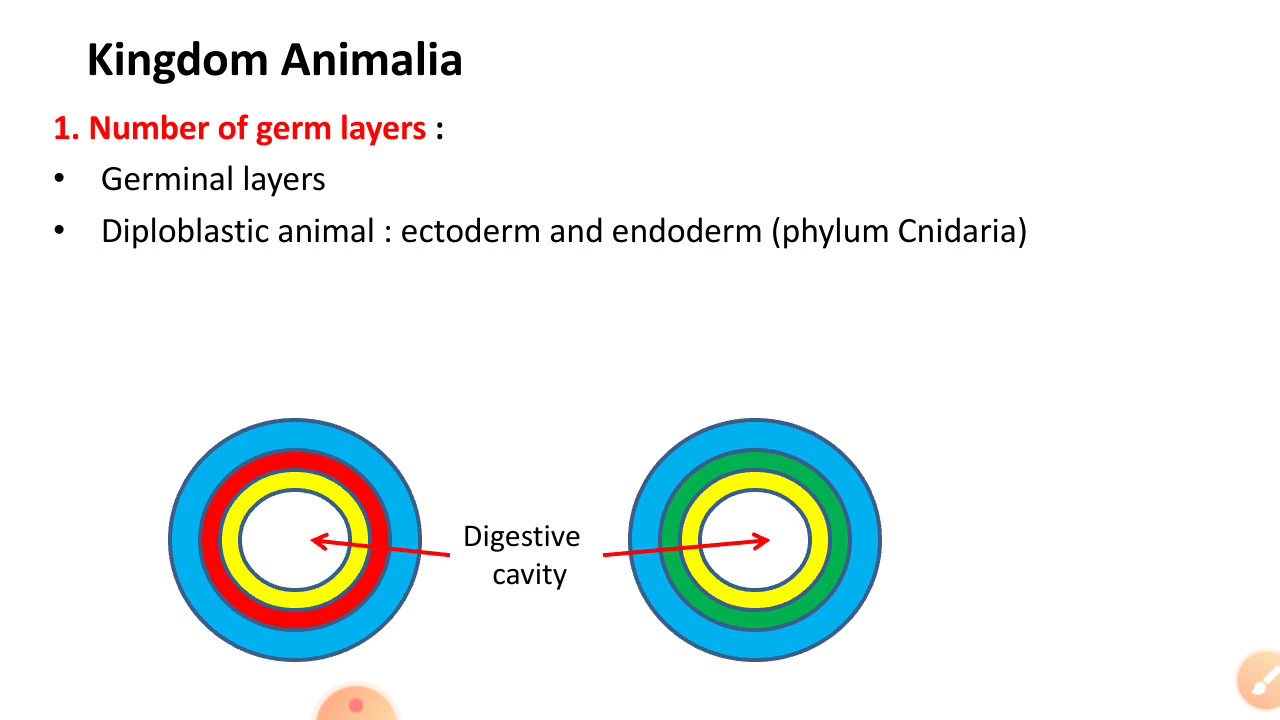 Kingdom Animalia
1. Number of germ layers :
• Germinal layers
• Diploblastic animal : ectoderm and endoderm (phylum Cnidaria)
Digestive
cavity